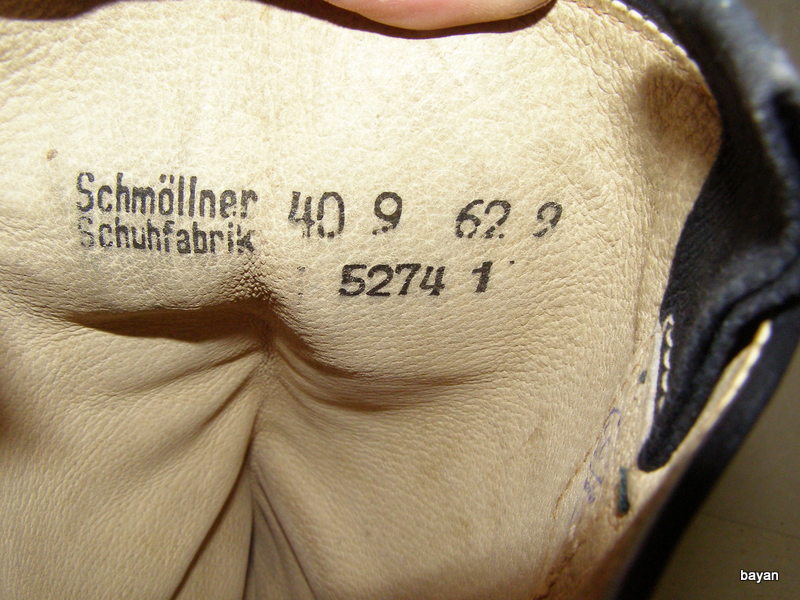 Schmöllner 40 9 62 9
Schuhfabrik
5274 1
bayan